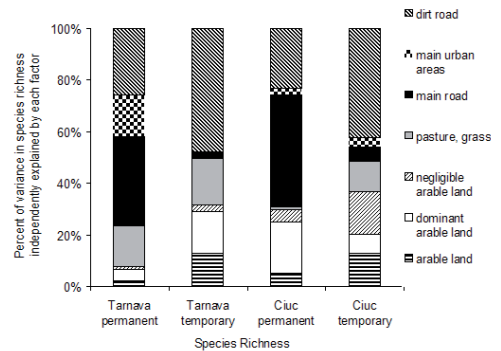 Percent of variance in species richness
independently explained by each factor
100%
80%
60%
40%
20%
0%
Tarnava
permanent
Tarnava
temporary
Ciuc
permanent
Ciuc
temporary
Species Richness
dirt road
main urban
areas
main road
pasture, grass
negligible
arable land
dominant
arable land
arable land